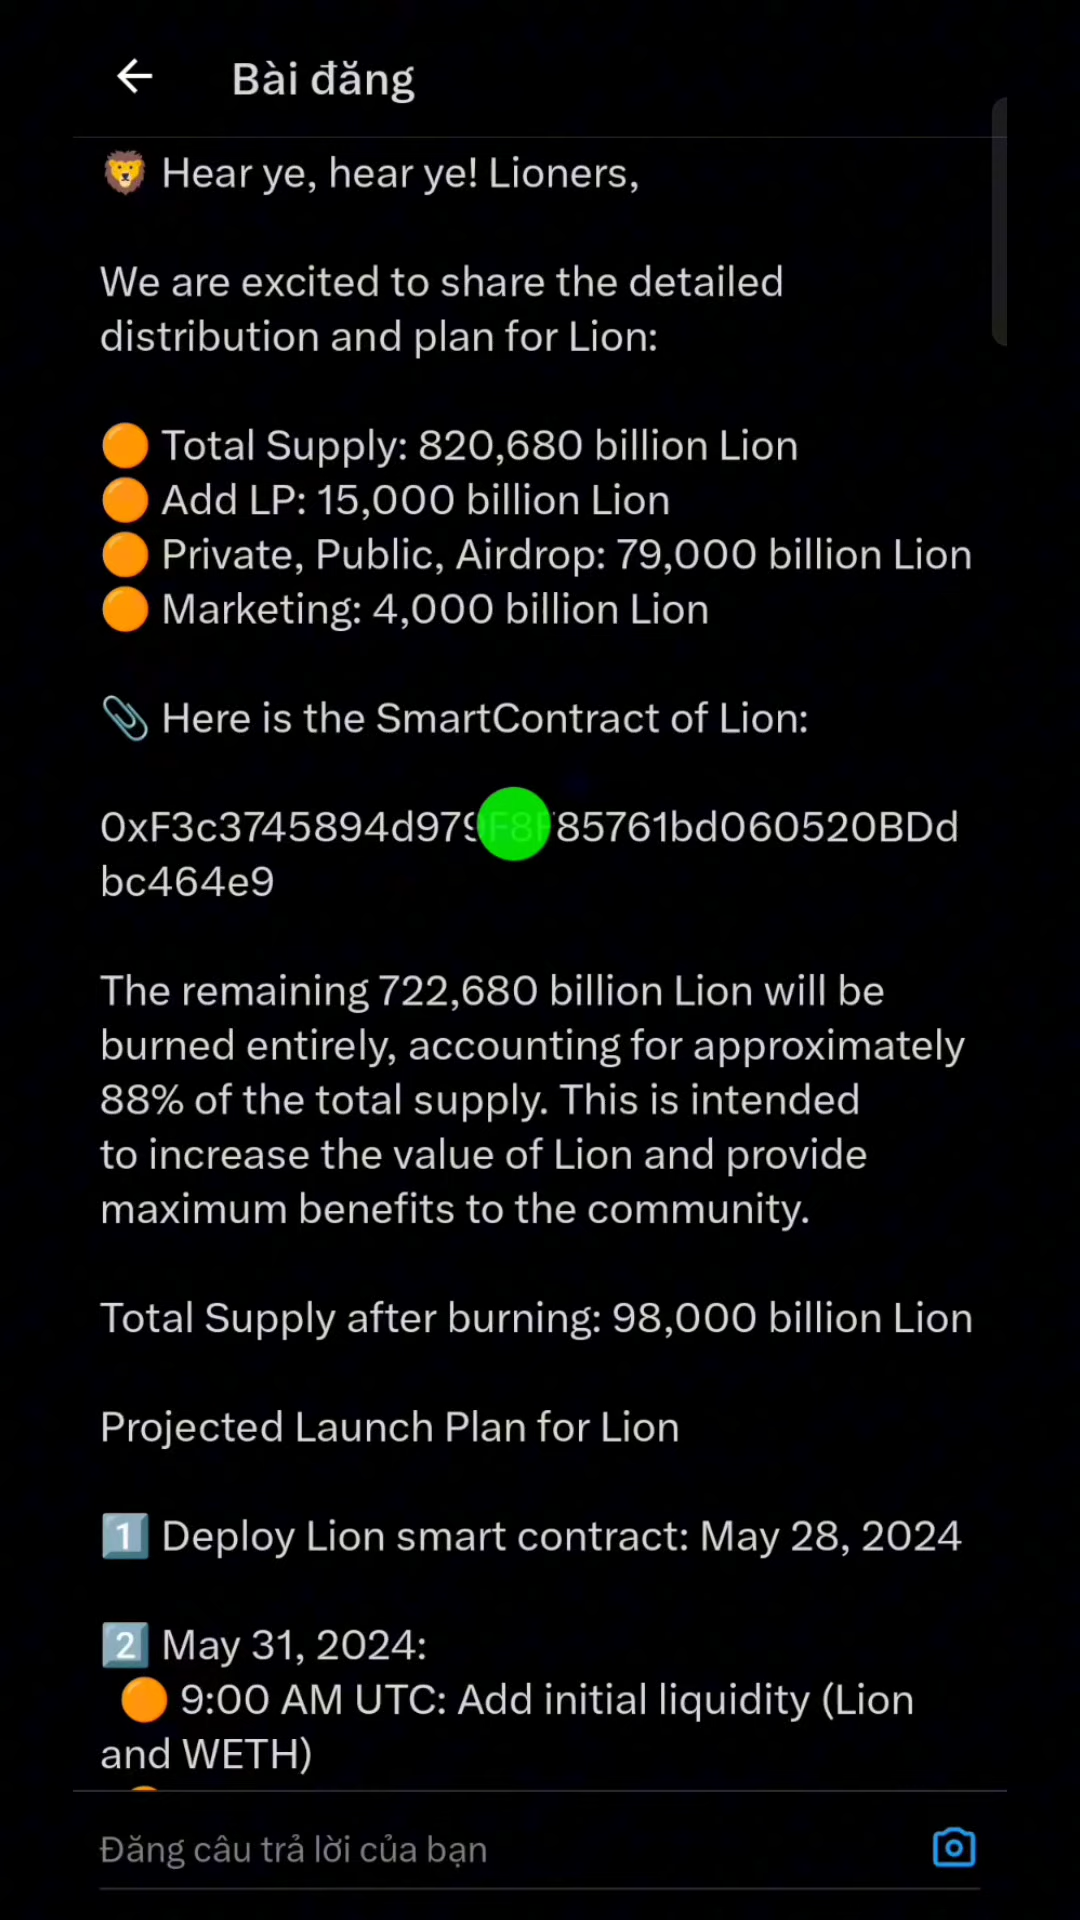 Bài đăng
🦁 Hear ye, hear ye! Lioners,
We are excited to share the detailed
distribution and plan for Lion:
🟠 Total Supply: 820,680 billion Lion
🟠 Add LP: 15,000 billion Lion
🟠 Private, Public, Airdrop: 79,000 billion Lion
🟠 Marketing: 4,000 billion Lion
📎 Here is the SmartContract of Lion:
bc464e9
The remaining 722,680 billion Lion will be
burned entirely, accounting for approximately
88% of the total supply. This is intended
to increase the value of Lion and provide
maximum benefits to the community.
Total Supply after burning: 98,000 billion Lion
Projected Launch Plan for Lion
1️⃣ Deploy Lion smart contract: May 28, 2024
2️⃣ May 31, 2024:
🟠 9:00 AM UTC: Add initial liquidity (Lion
and WETH)
Đăng câu trả lời của bạn